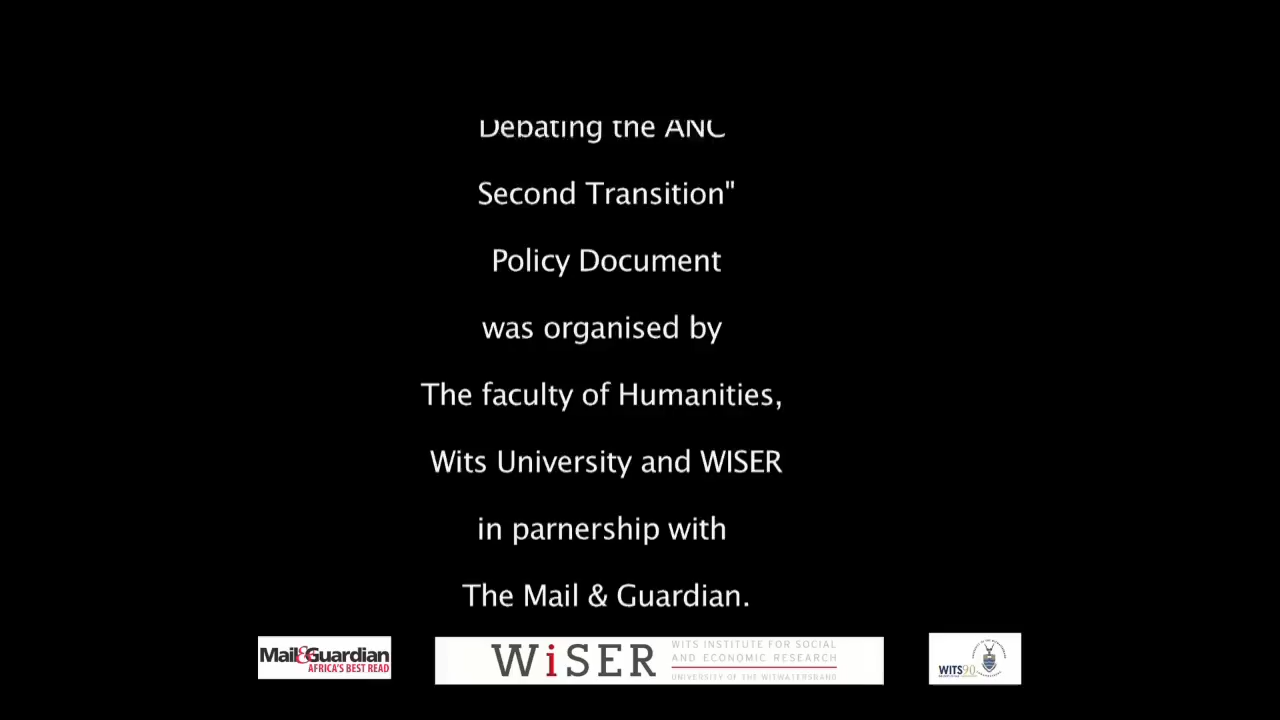 Debating the ANC
Second Transition"
Policy Document
was organised by
The faculty of Humanities,
Wits University and WISER
in parnership with
The Mail & Guardian.
Mail&Guardian
AFRICA'S BEST READ
WiSER
WITS INSTITUTE FOR SOCIAL
AND ECONOMIC RESEARCH
UNIVERSITY OF THE WITWATERSRAND
WITS90